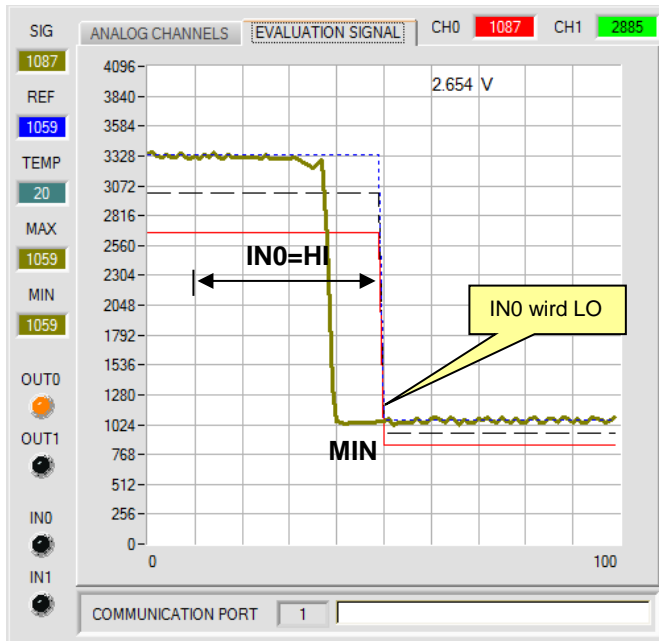 SIG
1087
REF
1059
TEMP
20
MAX
1059
MIN
1059
OUT0
OUT1
IN0
IN1
ANALOG CHANNELS
EVALUATION SIGNAL
CH0
1087
CH1
2885
2.654 V
4096
3840
3584
3328
3072
2816
2560
2304
2048
1792
1536
1280
1024
768
512
256
0
0
100
IN0=HI
IN0 wird LO
MIN
COMMUNICATION PORT
1